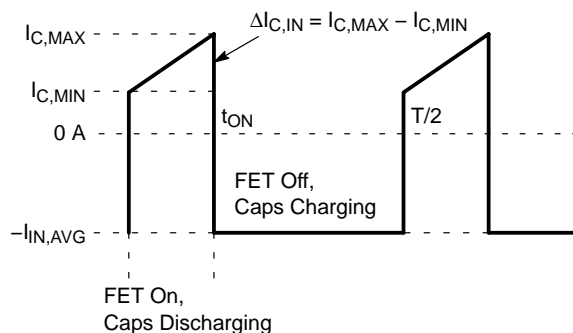 I_C,MAX
ΔI_C,IN = I_C,MAX – I_C,MIN
I_C,MIN
t_ON
T/2
0 A
FET Off,
Caps Charging
–I_IN,AVG
FET On,
Caps Discharging